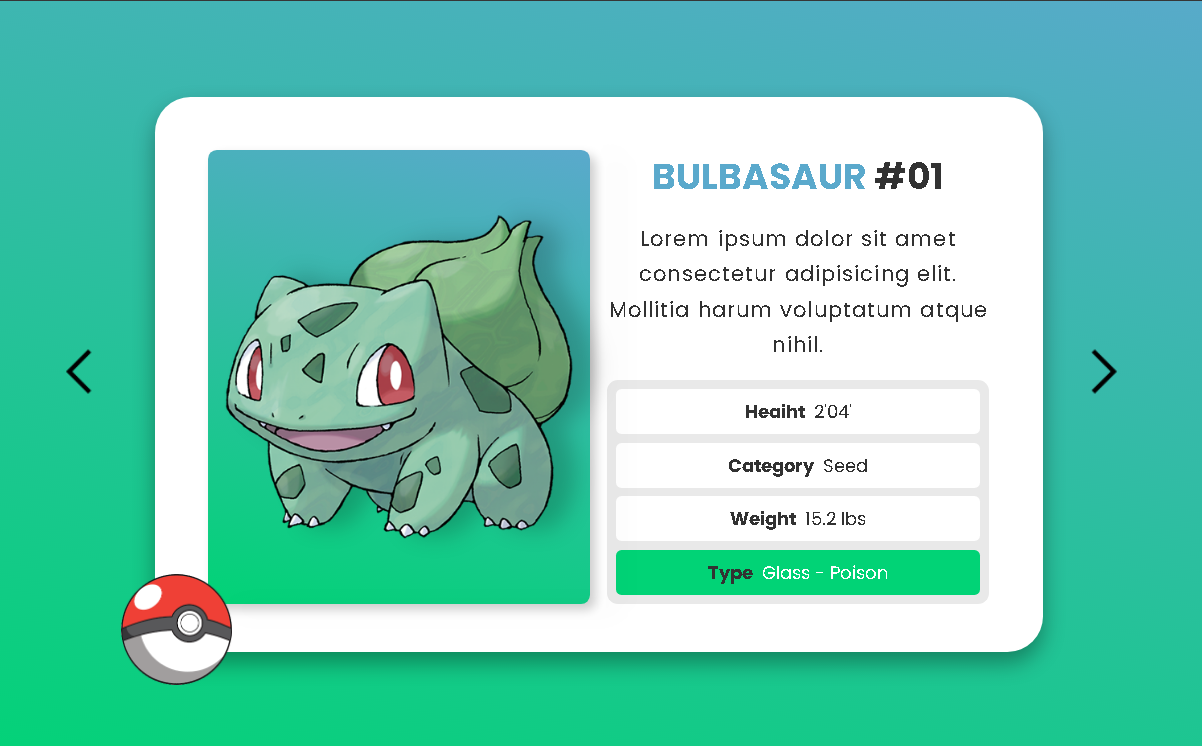 BULBASAUR #01
Lorem ipsum dolor sit amet
consectetur adipisicing elit.
Mollitia harum voluptatum atque
nihil.
Heaiht 2'04'
Category Seed
Weight 15.2 lbs
Type Glass - Poison